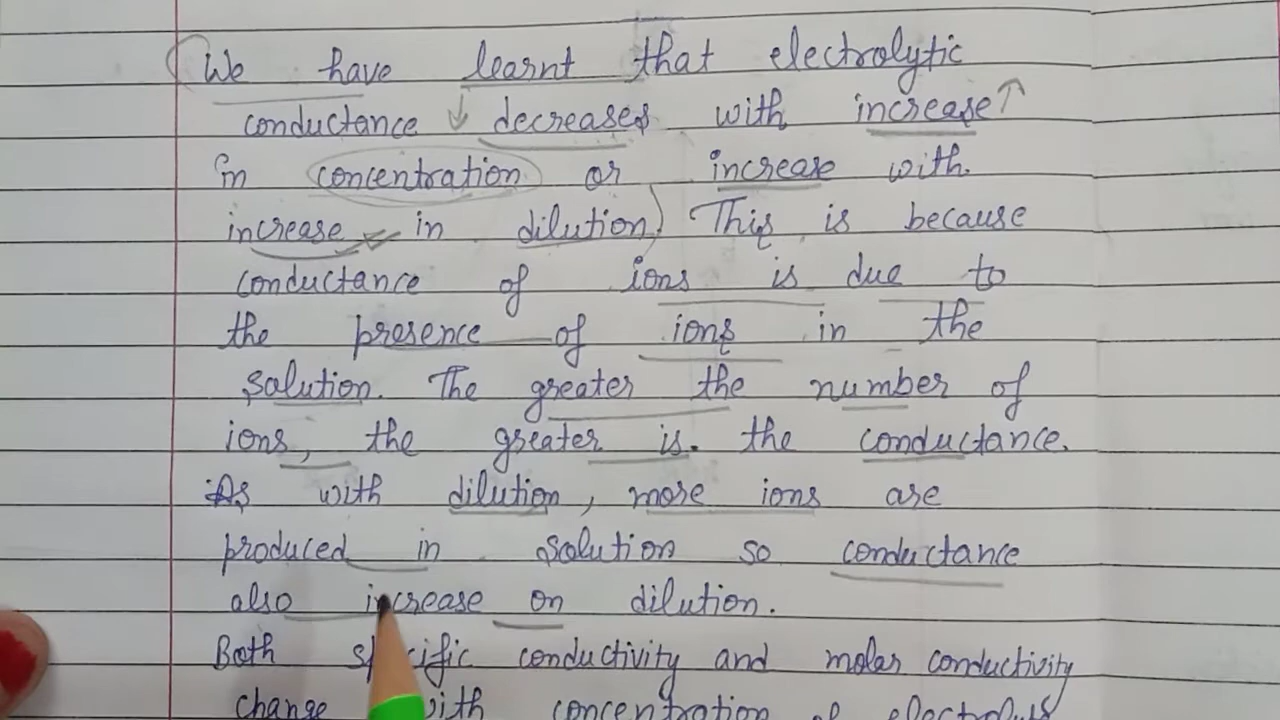 We have learnt that electrolytic
conductance ↓ decreases with increase ↑
in concentration or increase with
increase in dilution) This is because
conductance of ions is due to
the presence of ions in the
solution. The greater the number of
ions, the greater is. the conductance.
As with dilution, more ions are
produced in solution so conductance
also increase on dilution.
Both specific conductivity and molar conductivity
change with concentration of